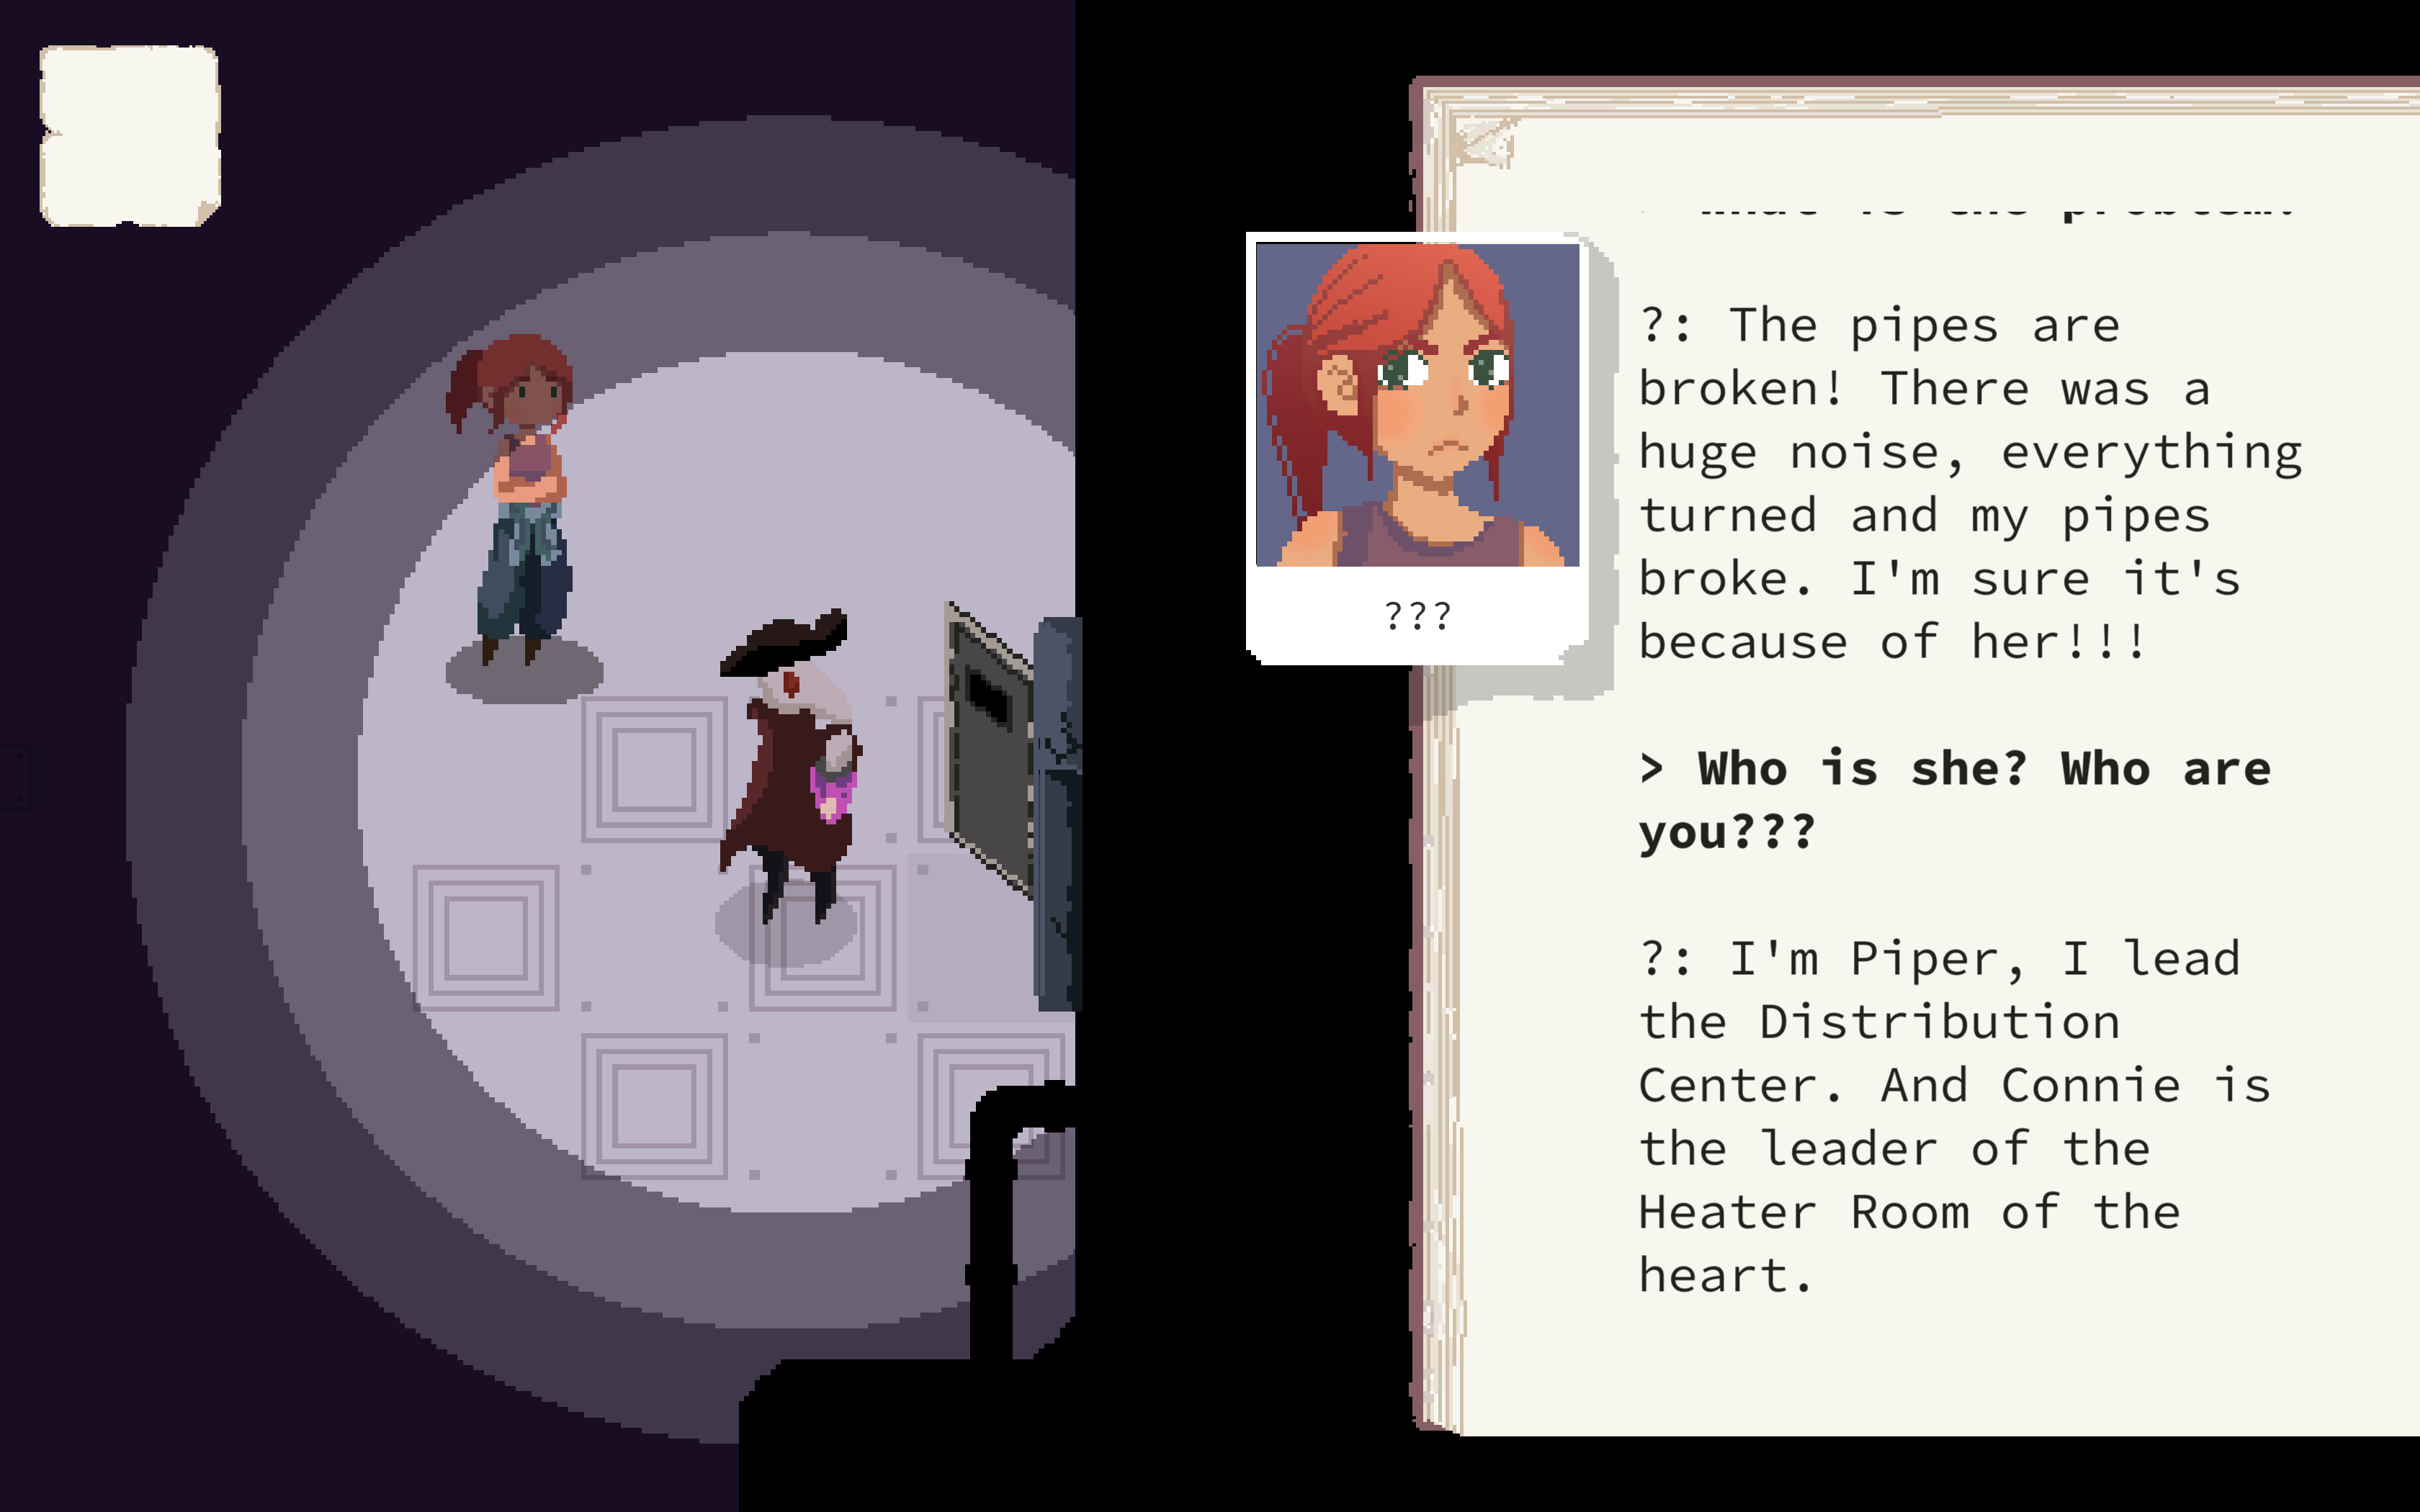 ???
?: The pipes are
broken! There was a
huge noise, everything
turned and my pipes
broke. I'm sure it's
because of her!!!
> Who is she? Who are
you???
?: I'm Piper, I lead
the Distribution
Center. And Connie is
the leader of the
Heater Room of the
heart.